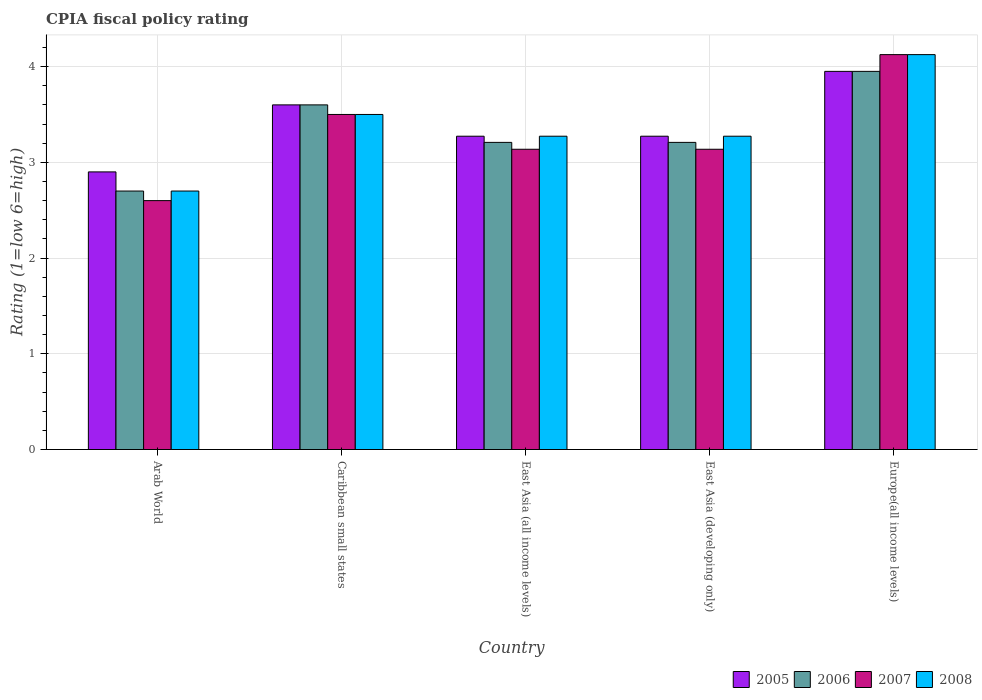 CPIA fiscal policy rating
Rating (1=low 6=high)
4
3
2
1
0
Arab World
Caribbean small states
East Asia (all income levels)
East Asia (developing only)
Europe(all income levels)
Country
2005
2006
2007
2008